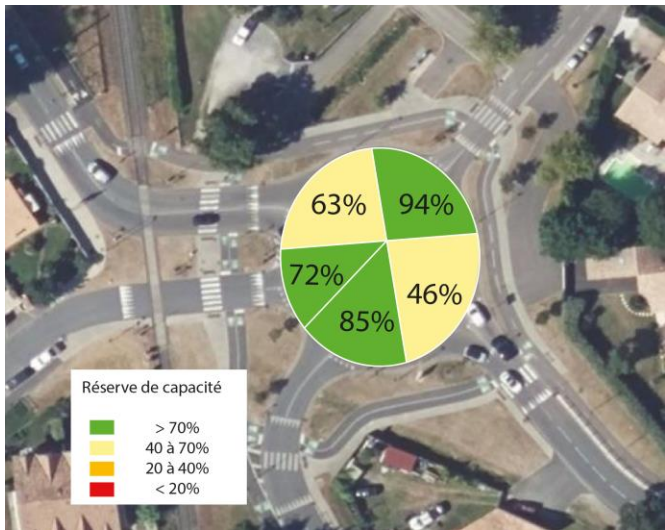 63%
94%
72%
46%
85%
Réserve de capacité
> 70%
40 à 70%
20 à 40%
< 20%